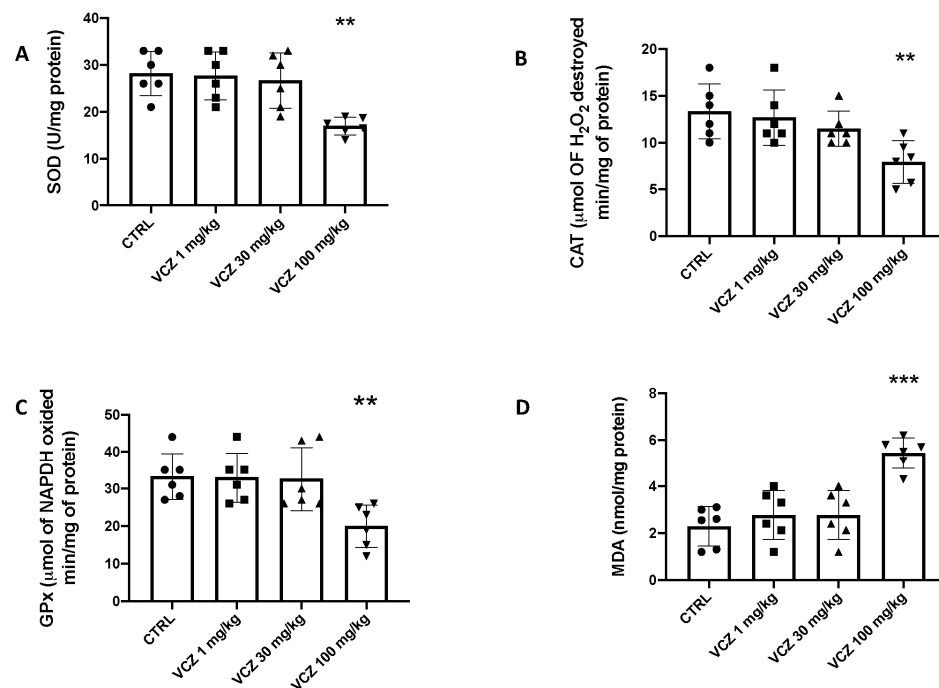 A
SOD (U/mg protein)
40
30
20
10
0
**
CTRL
VCZ 1 mg/kg
VCZ 30 mg/kg
VCZ 100 mg/kg
B
CAT (μmol OF H₂O₂ destroyed
min/mg of protein)
20
15
10
5
0
**
CTRL
VCZ 1 mg/kg
VCZ 30 mg/kg
VCZ 100 mg/kg
C
GPx (μmol of NAPDH oxided
min/mg of protein)
50
40
30
20
10
0
**
CTRL
VCZ 1 mg/kg
VCZ 30 mg/kg
VCZ 100 mg/kg
D
MDA (nmol/mg protein)
8
6
4
2
0
***
CTRL
VCZ 1 mg/kg
VCZ 30 mg/kg
VCZ 100 mg/kg